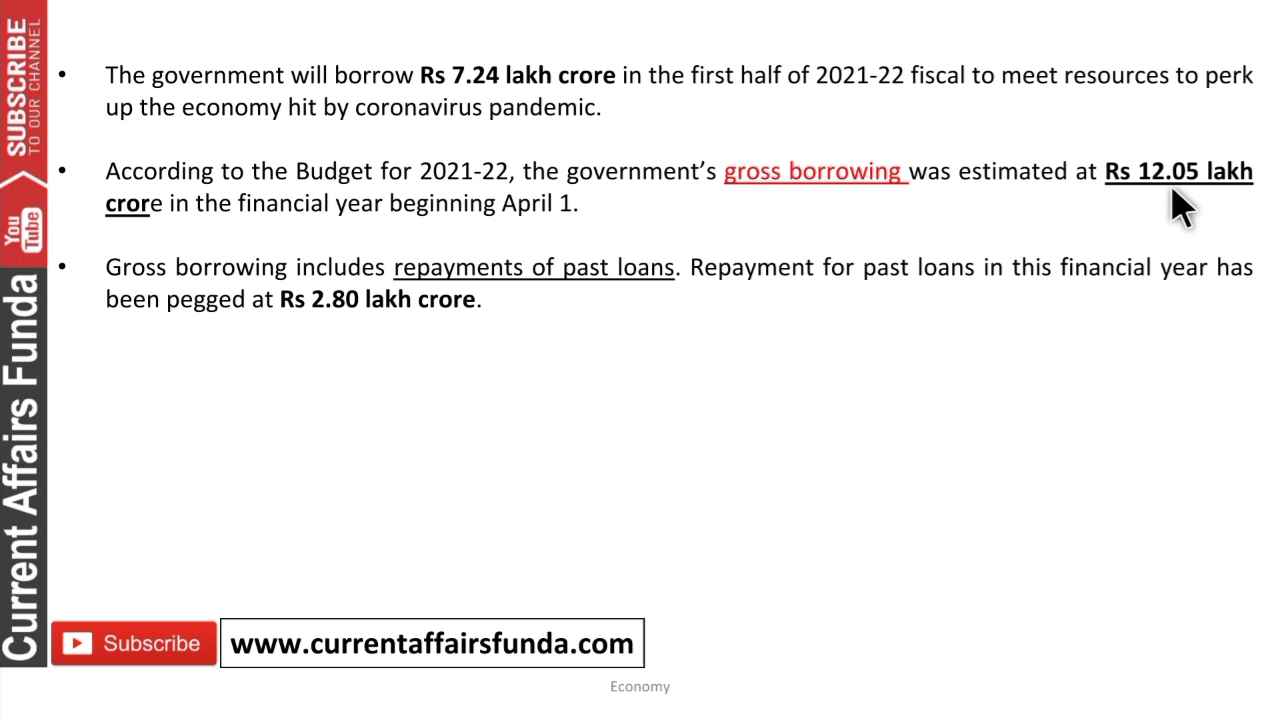 • The government will borrow Rs 7.24 lakh crore in the first half of 2021-22 fiscal to meet resources to perk
up the economy hit by coronavirus pandemic.
• According to the Budget for 2021-22, the government’s gross borrowing was estimated at Rs 12.05 lakh
crore in the financial year beginning April 1.
• Gross borrowing includes repayments of past loans. Repayment for past loans in this financial year has
been pegged at Rs 2.80 lakh crore.
SUBSCRIBE
TO OUR CHANNEL
You
Tube
Current Affairs Funda
Subscribe
www.currentaffairsfunda.com
Economy